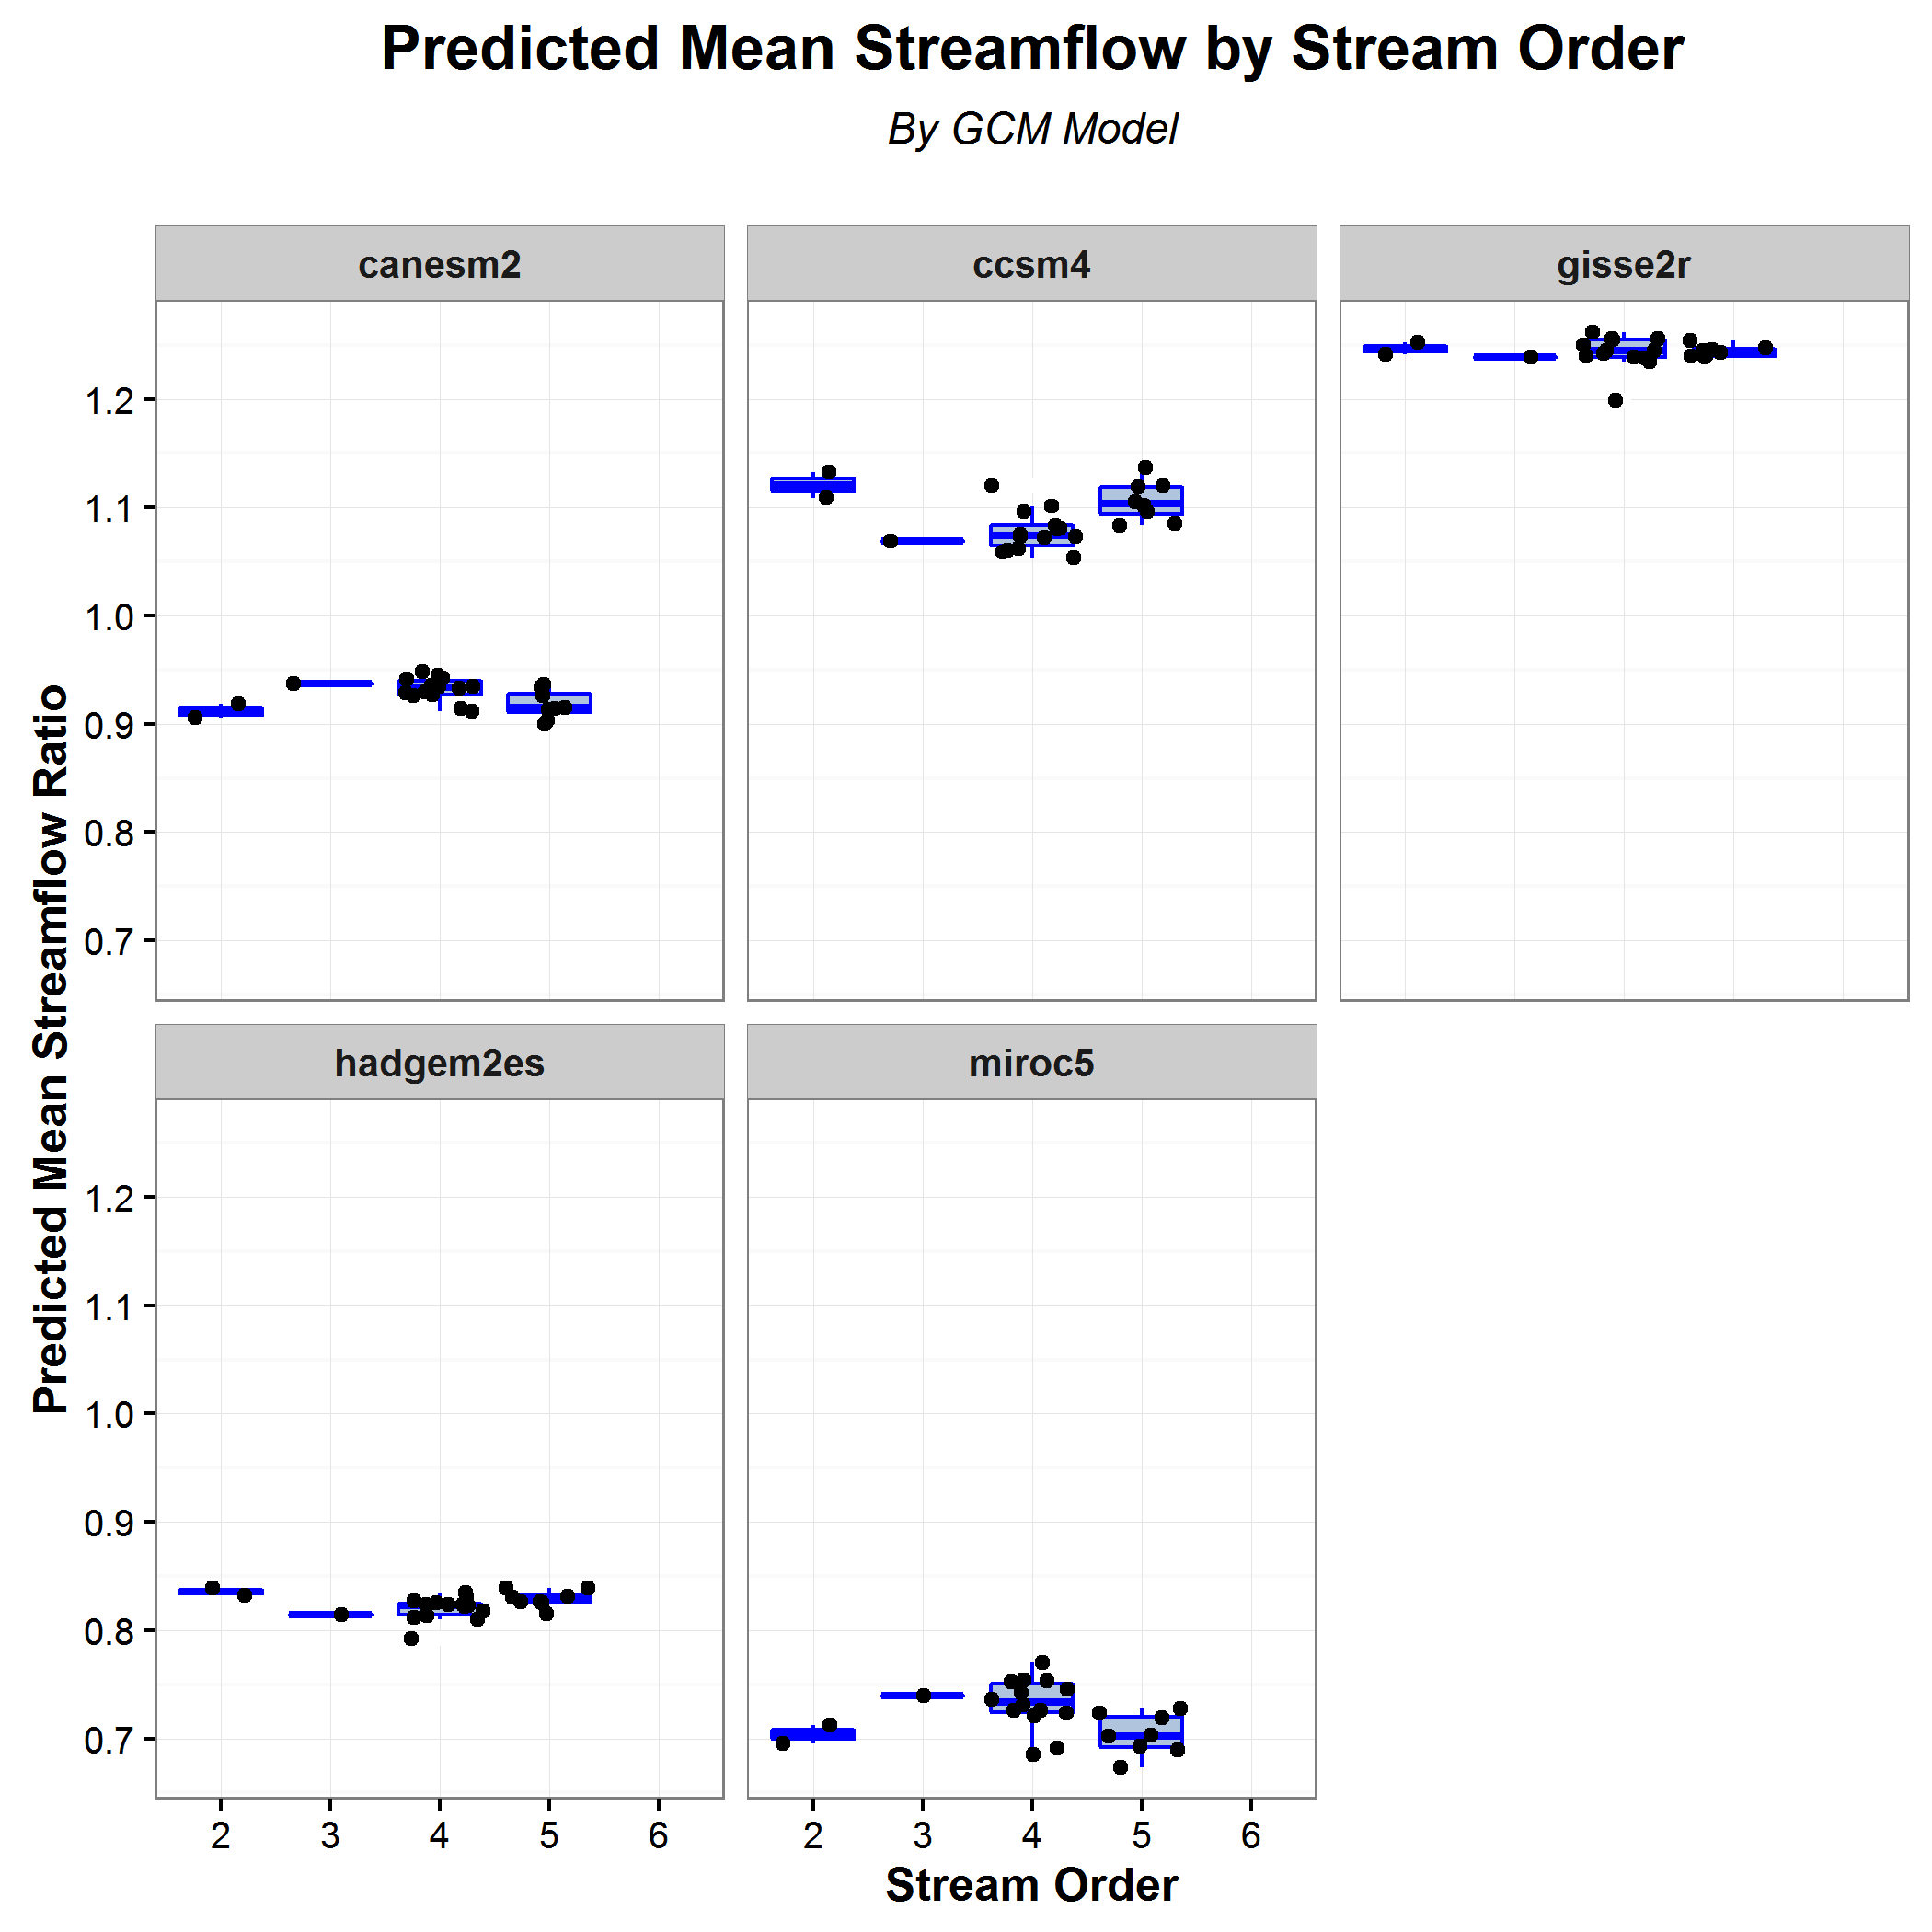 Predicted Mean Streamflow by Stream Order
By GCM Model
canesm2
ccsm4
gisse2r
1.2
1.1
1.0
0.9
0.8
0.7
Predicted Mean Streamflow Ratio
hadgem2es
miroc5
1.2
1.1
1.0
0.9
0.8
0.7
2 3 4 5 6
2 3 4 5 6
Stream Order